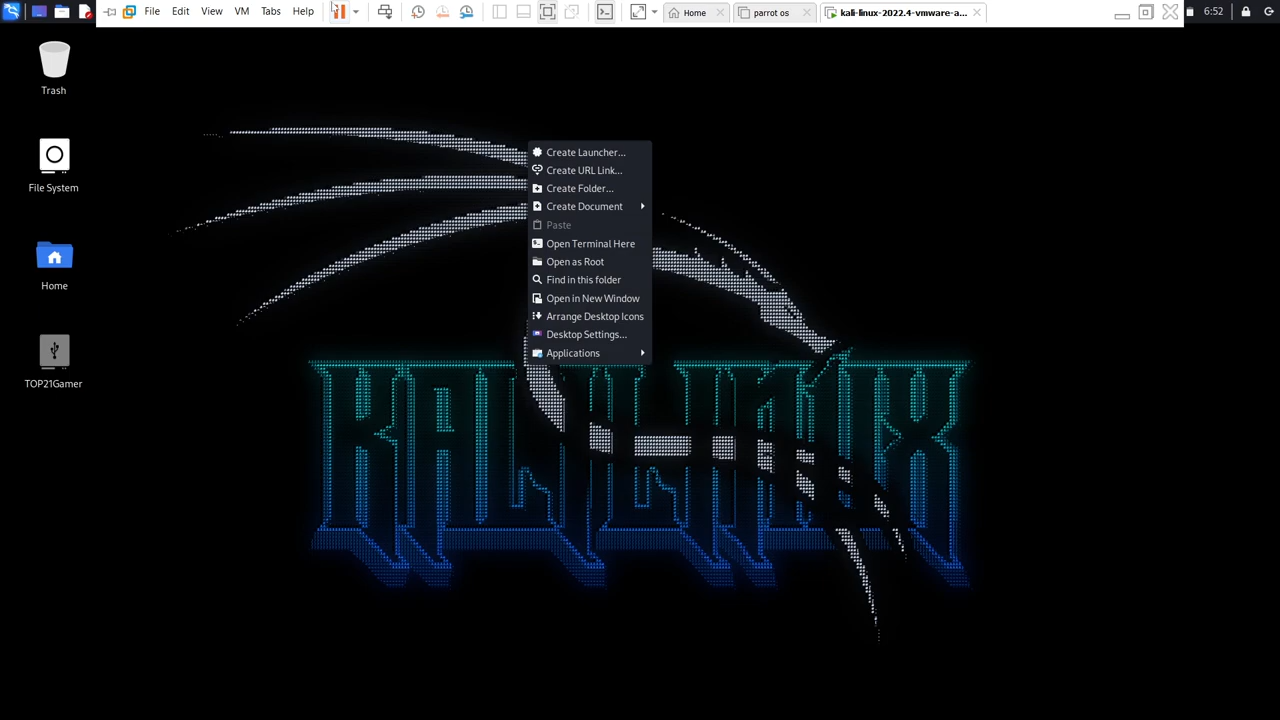 File Edit View VM Tabs Help Home parrot os kali-linux-2022.4-vmware-a... 6:52
Trash
File System
Home
TOP21Gamer
Create Launcher...
Create URL Link...
Create Folder...
Create Document
Paste
Open Terminal Here
Open as Root
Find in this folder
Open in New Window
Arrange Desktop Icons
Desktop Settings...
Applications
KALI LINUX